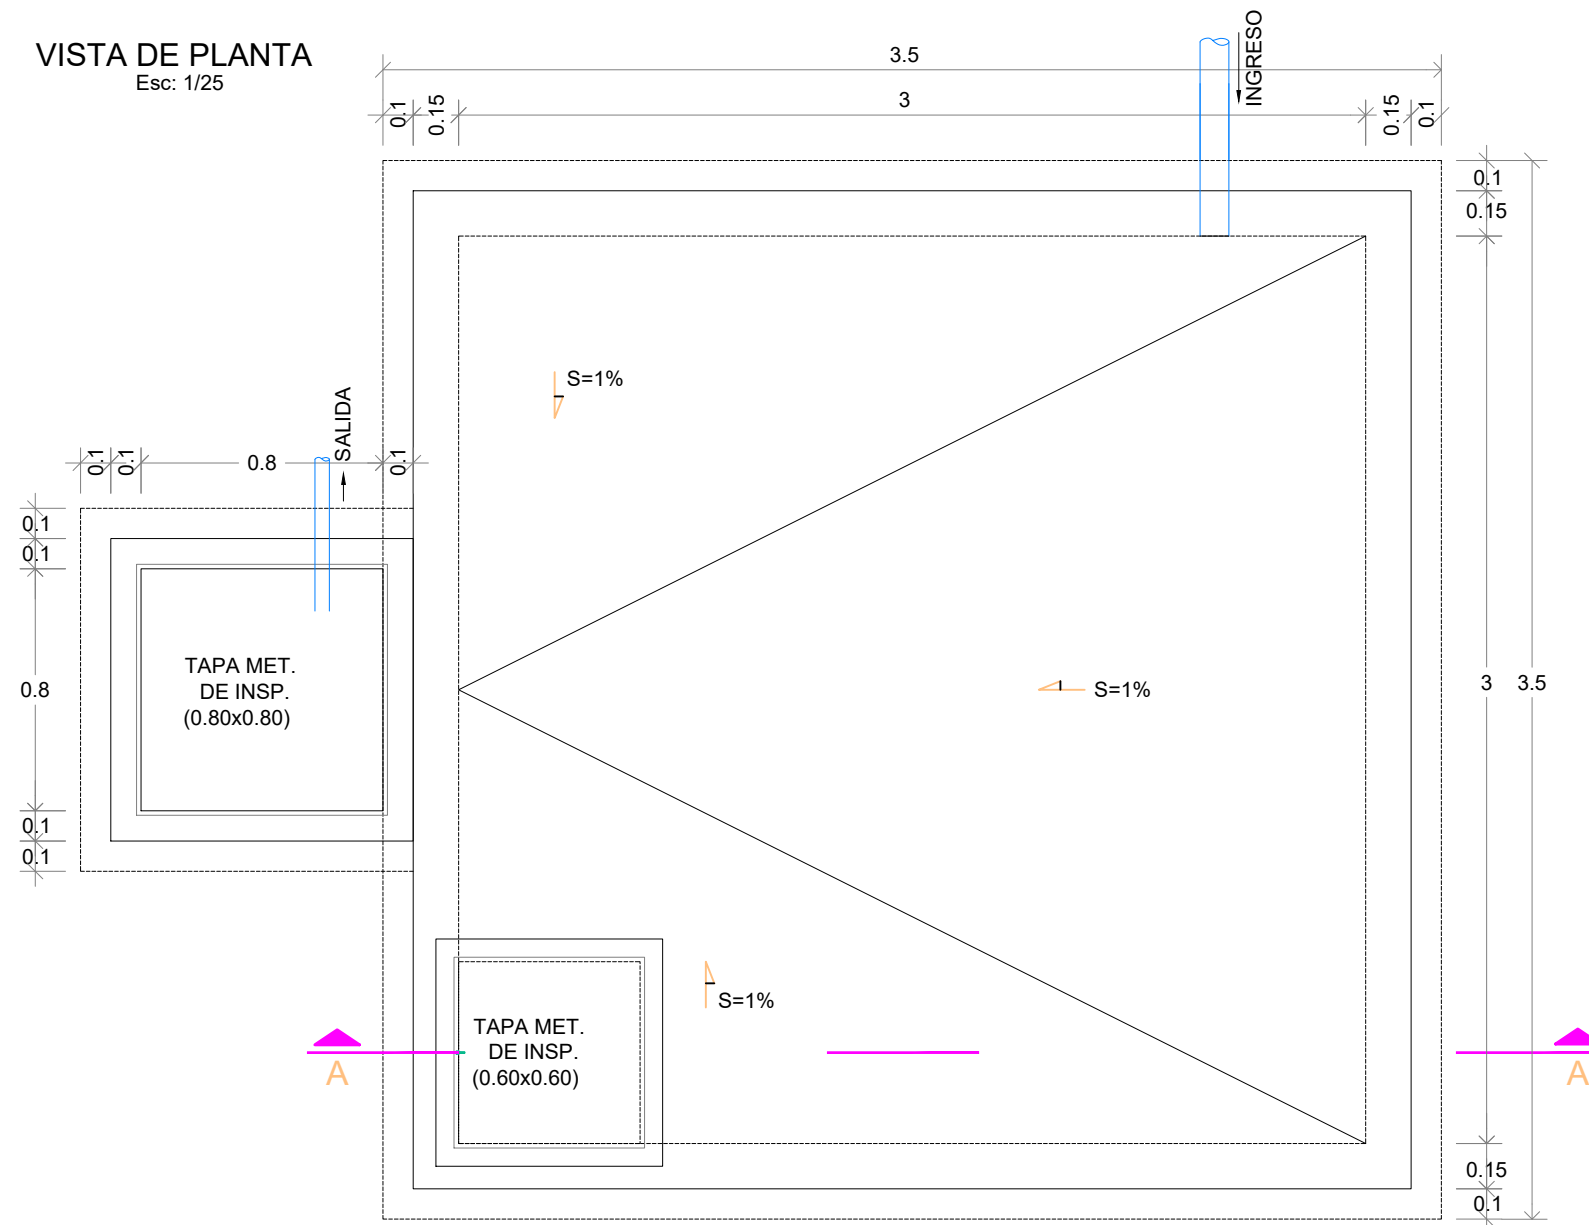 VISTA DE PLANTA
Esc: 1/25
3.5
INGRESO
0.1
0.15
3
0.15
0.1
0.1
0.15
S=1%
SALIDA
0.1
0.1
0.8
0.1
0.1
0.1
TAPA MET.
DE INSP.
(0.80x0.80)
0.8
S=1%
3
3.5
0.1
0.1
S=1%
TAPA MET.
DE INSP.
(0.60x0.60)
A
A
0.15
0.1